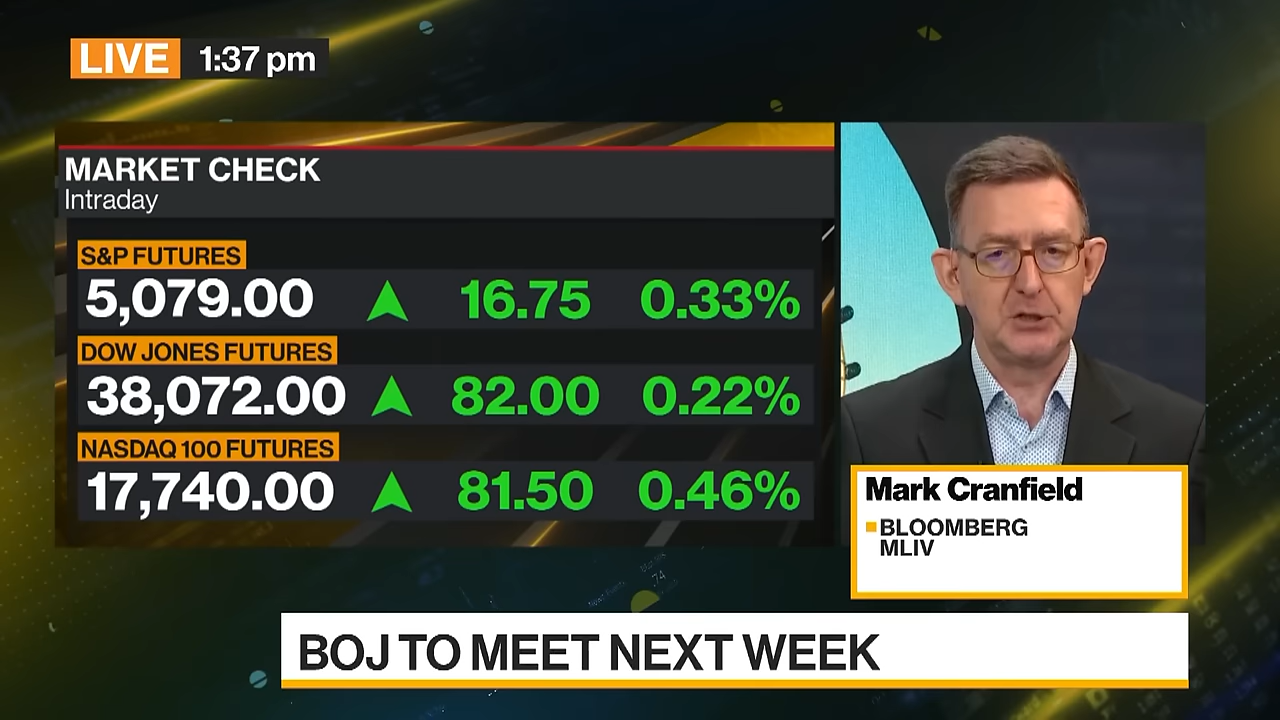 LIVE 1:37 pm
MARKET CHECK
Intraday
S&P FUTURES
5,079.00 ▲ 16.75 0.33%
DOW JONES FUTURES
38,072.00 ▲ 82.00 0.22%
NASDAQ 100 FUTURES
17,740.00 ▲ 81.50 0.46%
Mark Cranfield
BLOOMBERG
MLIV
BOJ TO MEET NEXT WEEK